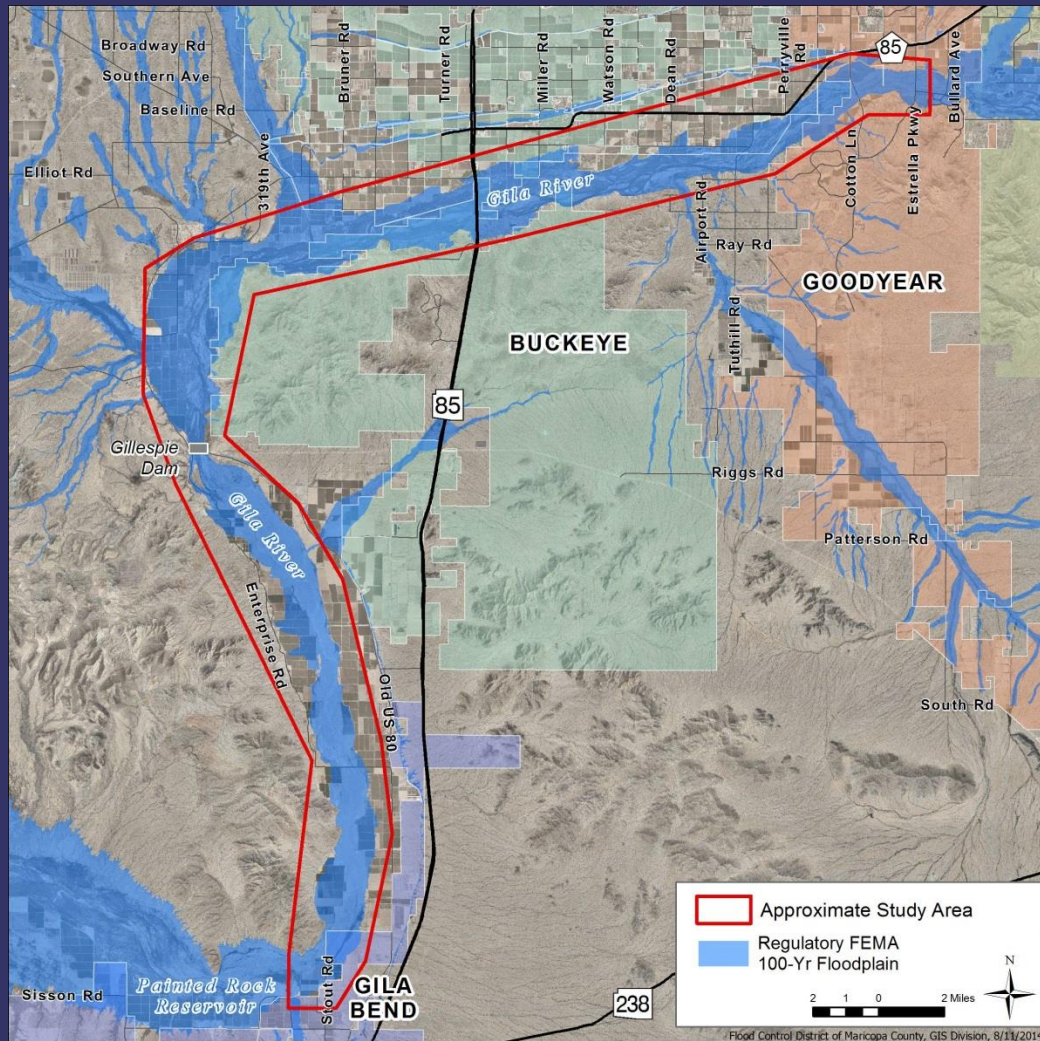 Broadway Rd
Southern Ave
Baseline Rd
Elliot Rd
319th Ave
Bruner Rd
Turner Rd
Miller Rd
Watson Rd
Dean Rd
Perryville
Rd
85
Bullard Ave
Estrella Pkwy
Cotton Ln
Gila River
Airport Rd
Ray Rd
GOODYEAR
BUCKEYE
Tuthill Rd
85
Gillespie
Dam
Gila River
Riggs Rd
Patterson Rd
Enterprise Rd
Old US 80
South Rd
Painted Rock
Reservoir
Sisson Rd
Stout Rd
GILA
BEND
238
Approximate Study Area
Regulatory FEMA
100-Yr Floodplain
N
2 1 0 2 Miles
Flood Control District of Maricopa County, GIS Division, 8/11/2014